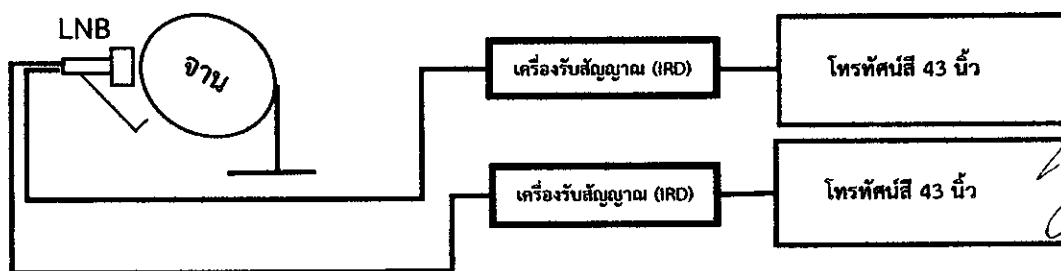 LNB
จาน
เครื่องรับสัญญาณ (IRD)
โทรทัศน์สี 43 นิ้ว
เครื่องรับสัญญาณ (IRD)
โทรทัศน์สี 43 นิ้ว